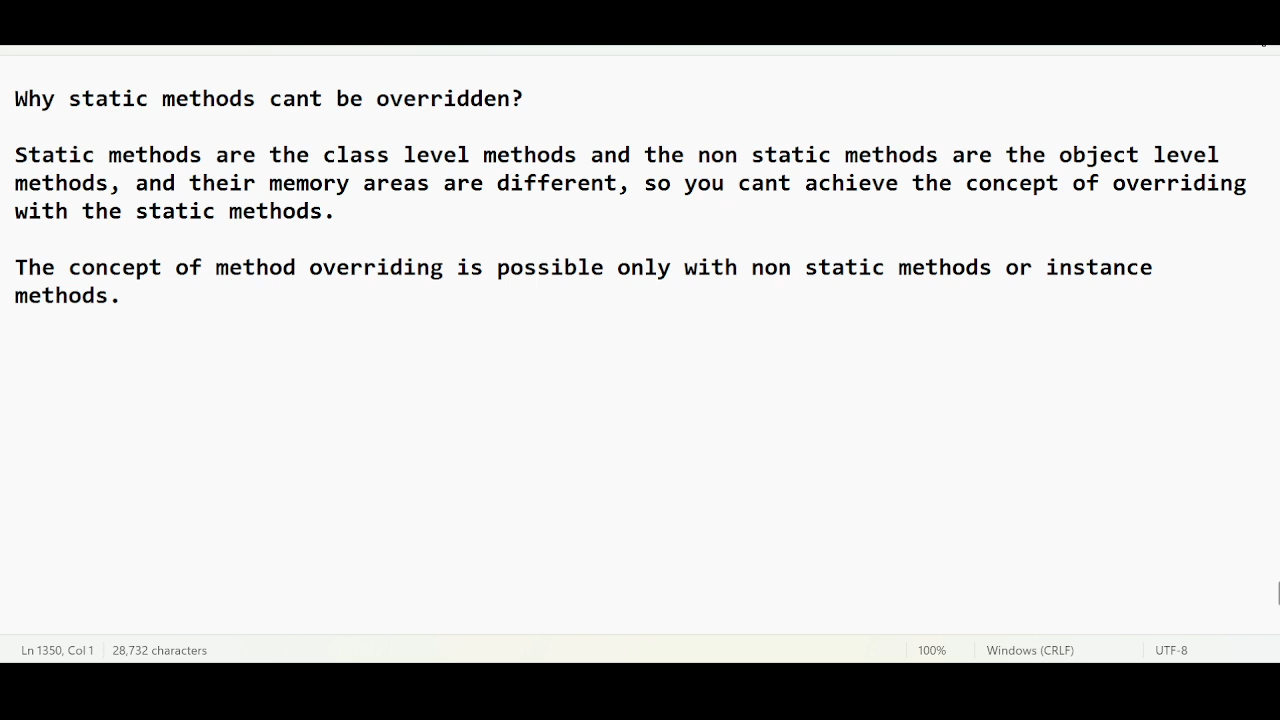 Why static methods cant be overridden?
Static methods are the class level methods and the non static methods are the object level
methods, and their memory areas are different, so you cant achieve the concept of overriding
with the static methods.
The concept of method overriding is possible only with non static methods or instance
methods.
Ln 1350, Col 1 28,732 characters 100% Windows (CRLF) UTF-8